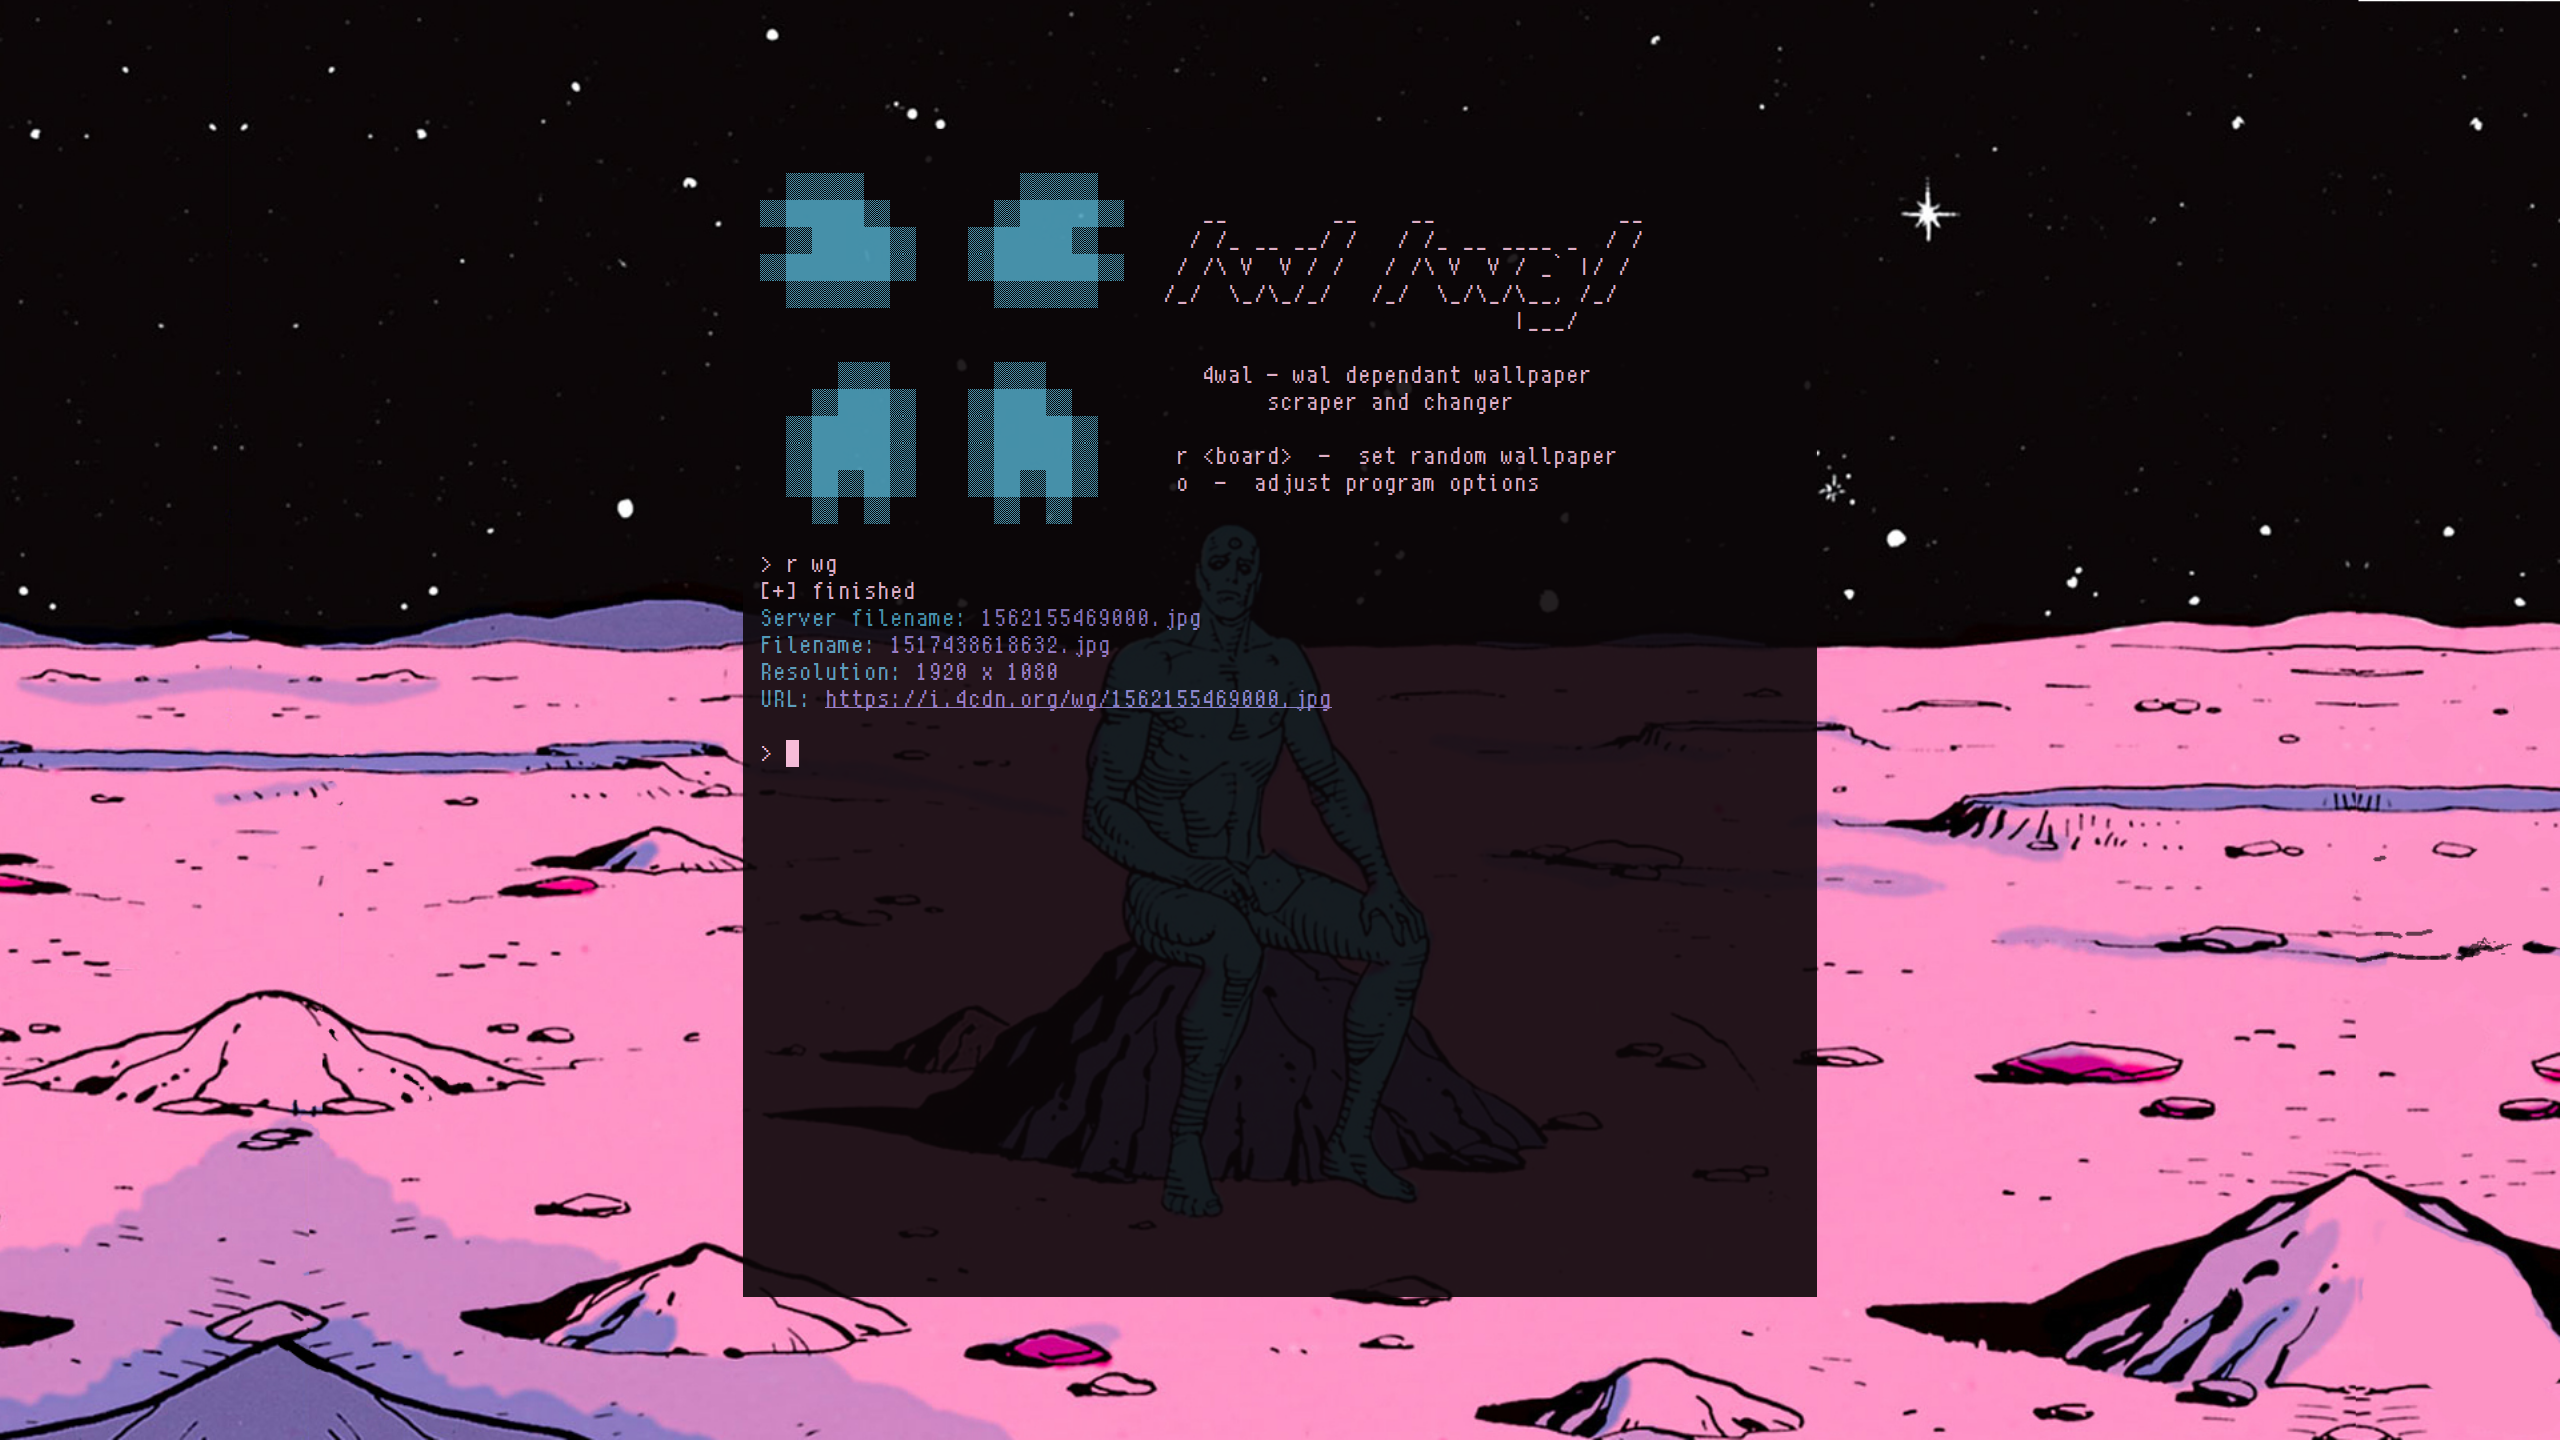 /w/ /wg/
4wal - wal dependant wallpaper
scraper and changer
r <board>  -  set random wallpaper
o  -  adjust program options
> r wg
[+] finished
Server filename: 1562155469000.jpg
Filename: 1517438618632.jpg
Resolution: 1920 x 1080
URL: https://i.4cdn.org/wg/1562155469000.jpg
>